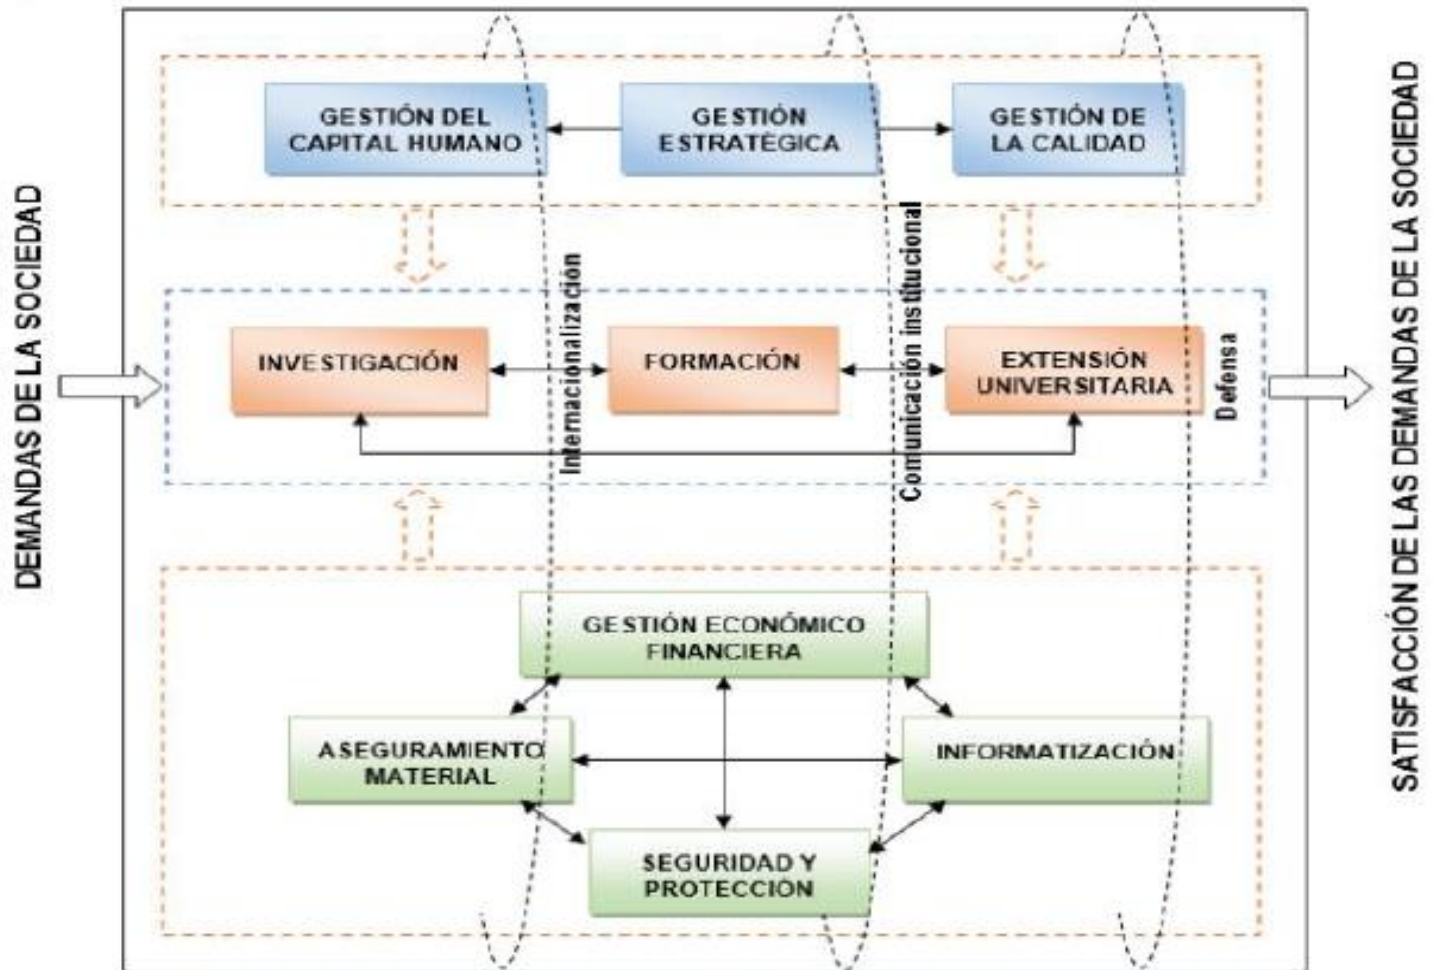 DEMANDAS DE LA SOCIEDAD
GESTIÓN DEL
CAPITAL HUMANO
GESTIÓN
ESTRATÉGICA
GESTIÓN DE
LA CALIDAD
INVESTIGACIÓN
Internacionalización
FORMACIÓN
Comunicación institucional
EXTENSIÓN
UNIVERSITARIA
Defensa
GESTIÓN ECONÓMICO
FINANCIERA
ASEGURAMIENTO
MATERIAL
INFORMATIZACIÓN
SEGURIDAD Y
PROTECCIÓN
SATISFACCIÓN DE LAS DEMANDAS DE LA SOCIEDAD